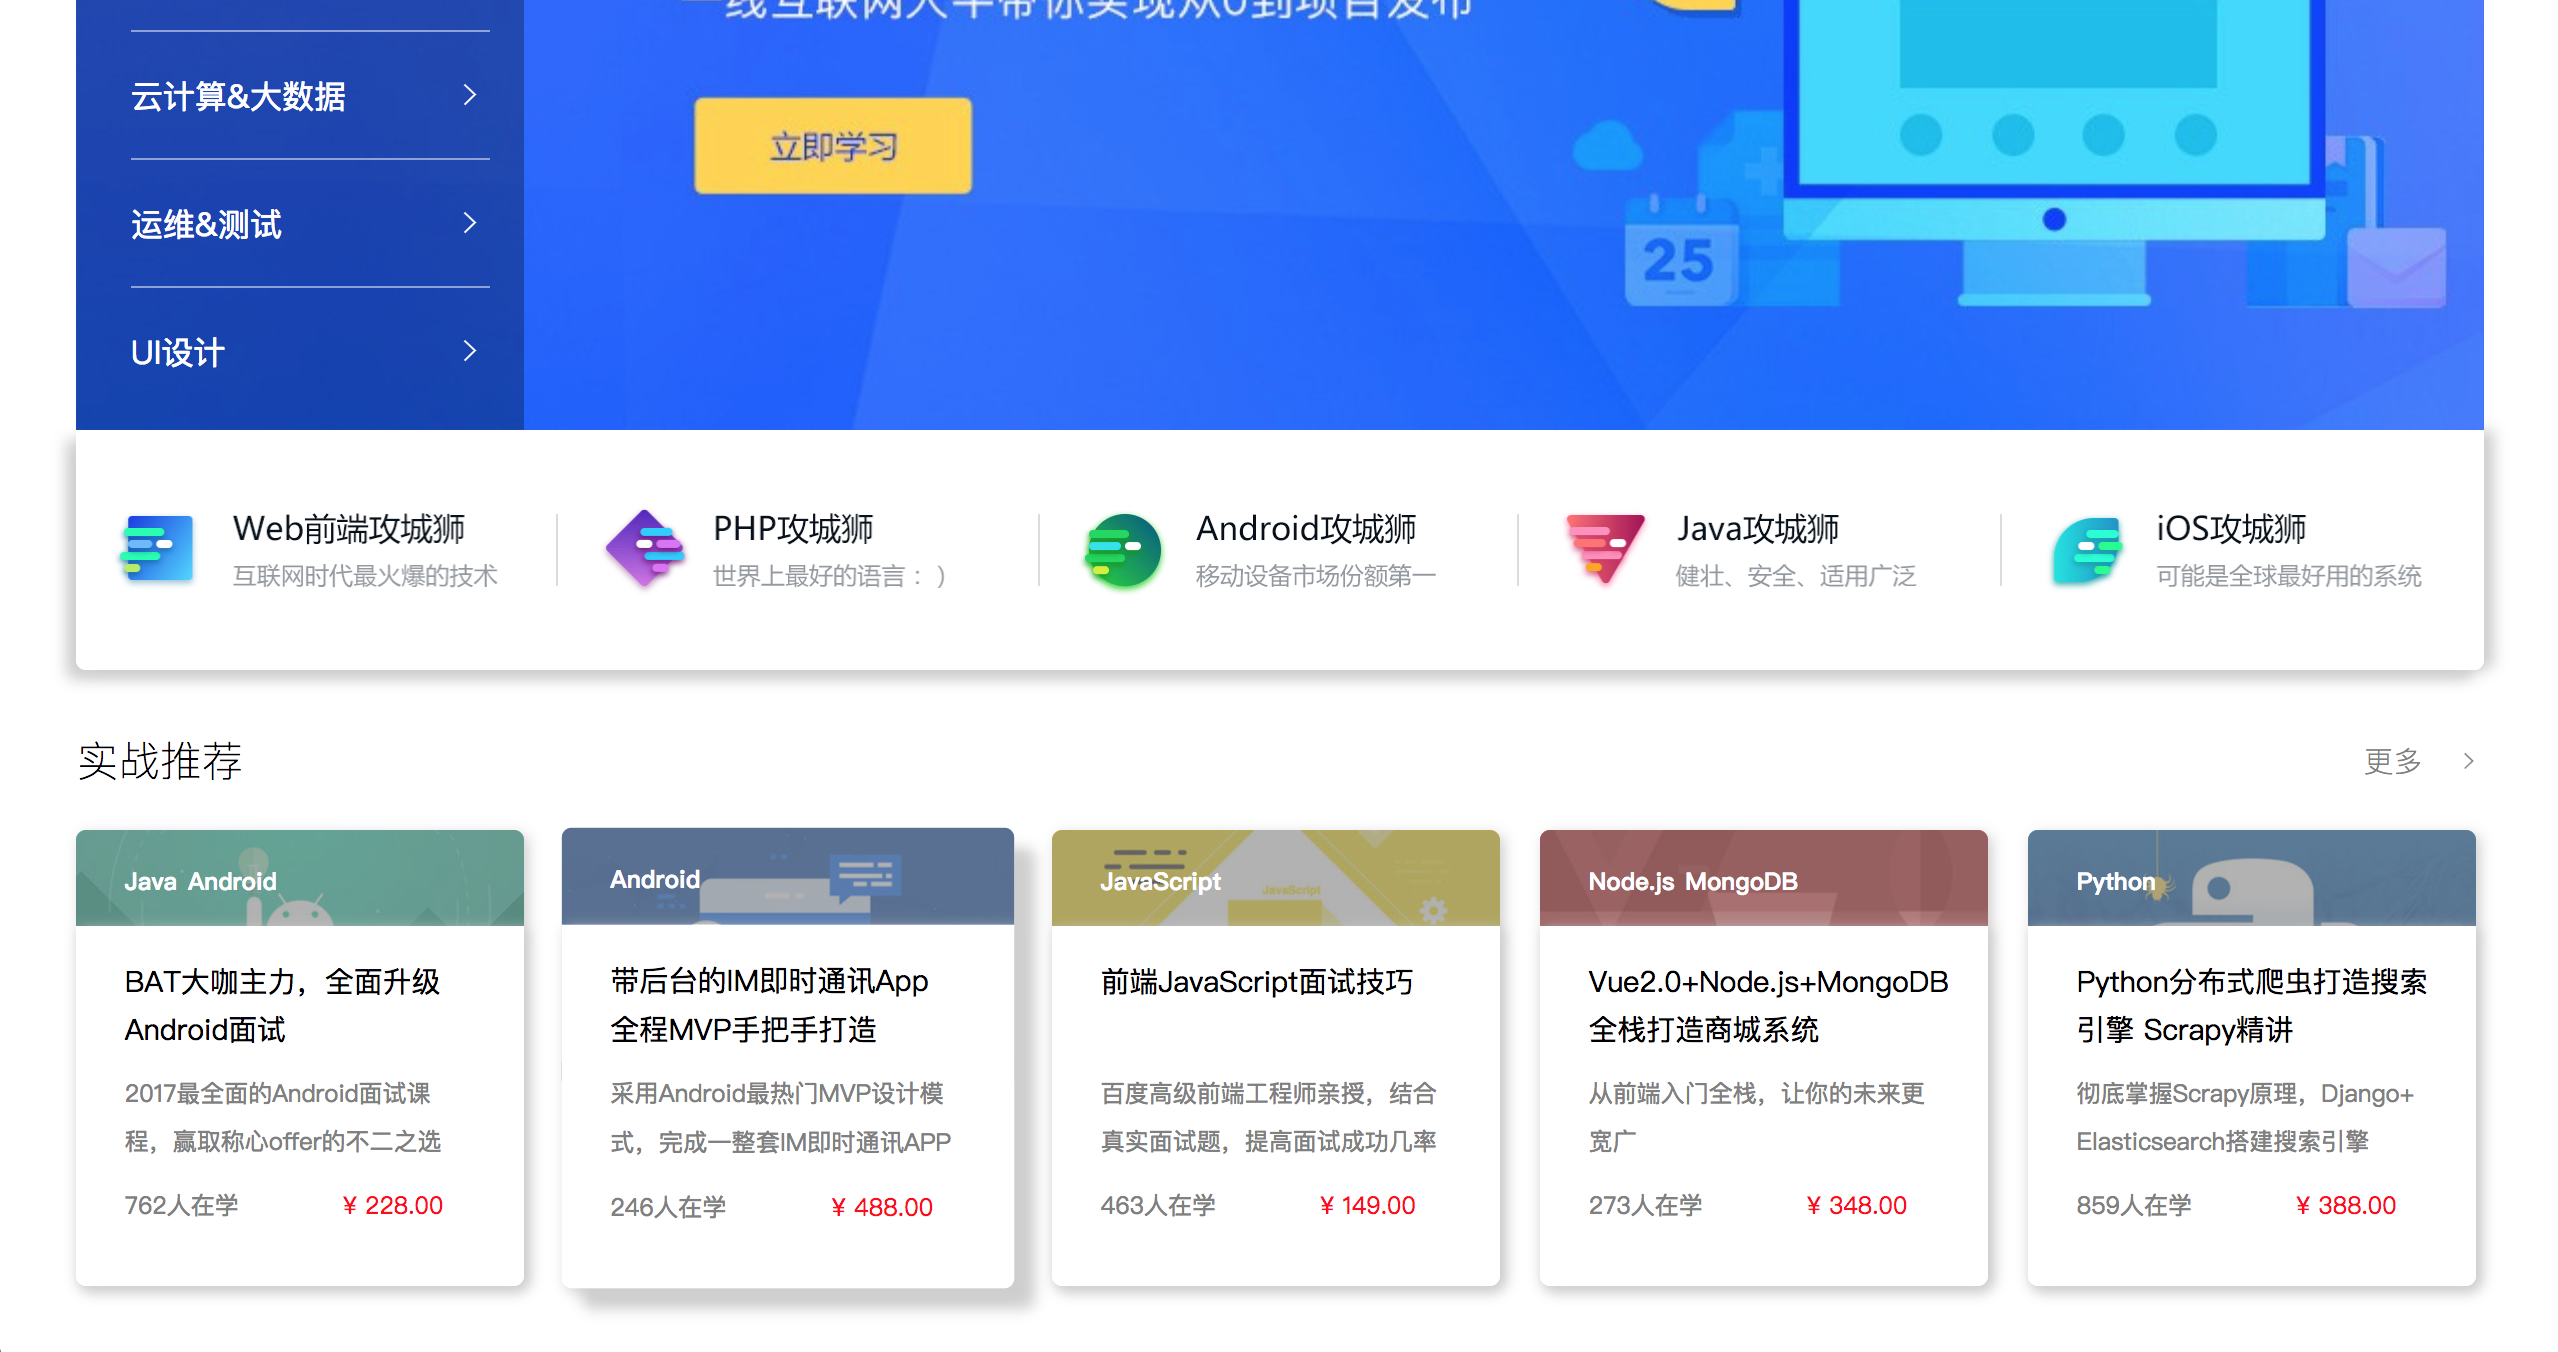 一线互联网大牛带你实现从0到项目发布
云计算&大数据
立即学习
运维&测试
25
UI设计
Web前端攻城狮
互联网时代最火爆的技术
PHP攻城狮
世界上最好的语言：）
Android攻城狮
移动设备市场份额第一
Java攻城狮
健壮、安全、适用广泛
iOS攻城狮
可能是全球最好用的系统
实战推荐
更多
Java Android
BAT大咖主力，全面升级
Android面试
2017最全面的Android面试课
程，赢取称心offer的不二之选
762人在学
¥ 228.00
Android
带后台的IM即时通讯App
全程MVP手把手打造
采用Android最热门MVP设计模
式，完成一整套IM即时通讯APP
246人在学
¥ 488.00
JavaScript
JavaScript
前端JavaScript面试技巧
百度高级前端工程师亲授，结合
真实面试题，提高面试成功几率
463人在学
¥ 149.00
Node.js MongoDB
Vue2.0+Node.js+MongoDB
全栈打造商城系统
从前端入门全栈，让你的未来更
宽广
273人在学
¥ 348.00
Python
Python分布式爬虫打造搜索
引擎 Scrapy精讲
彻底掌握Scrapy原理，Django+
Elasticsearch搭建搜索引擎
859人在学
¥ 388.00